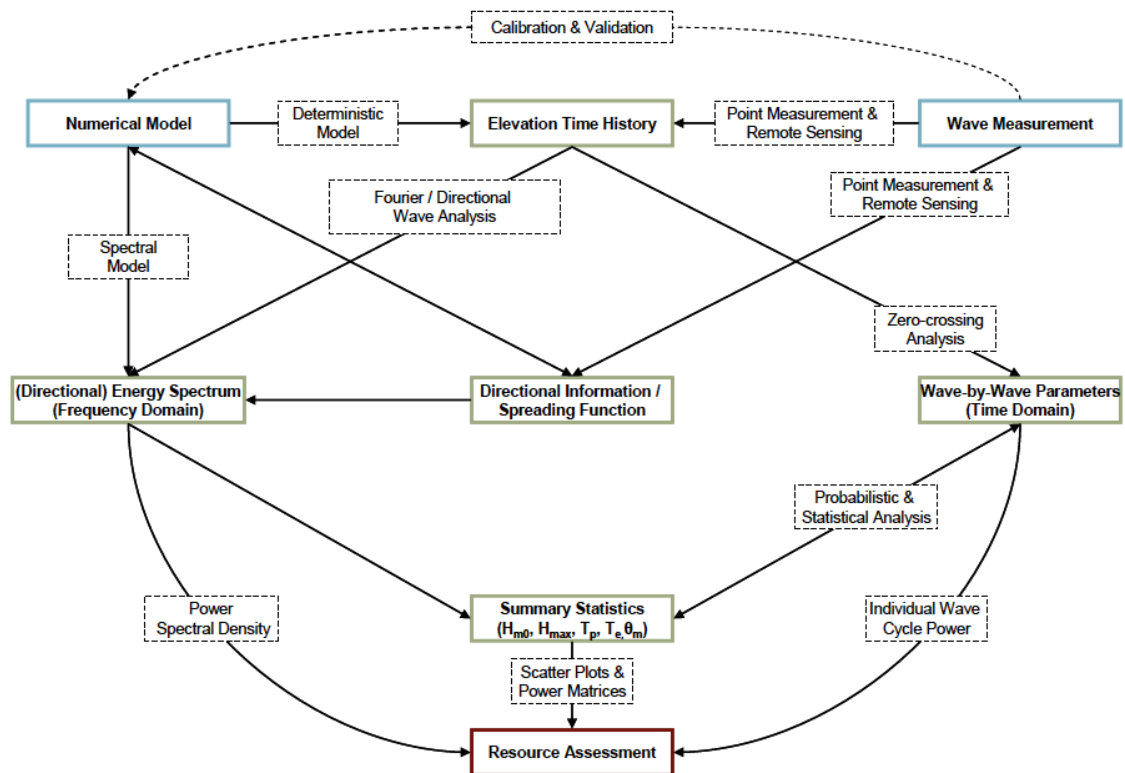 Calibration & Validation
Numerical Model
Deterministic
Model
Elevation Time History
Point Measurement &
Remote Sensing
Wave Measurement
Fourier / Directional
Wave Analysis
Point Measurement &
Remote Sensing
Spectral
Model
Zero-crossing
Analysis
(Directional) Energy Spectrum
(Frequency Domain)
Directional Information /
Spreading Function
Wave-by-Wave Parameters
(Time Domain)
Probabilistic &
Statistical Analysis
Power
Spectral Density
Summary Statistics
(Hm0, Hmax, Tp, Te,θm)
Individual Wave
Cycle Power
Scatter Plots &
Power Matrices
Resource Assessment